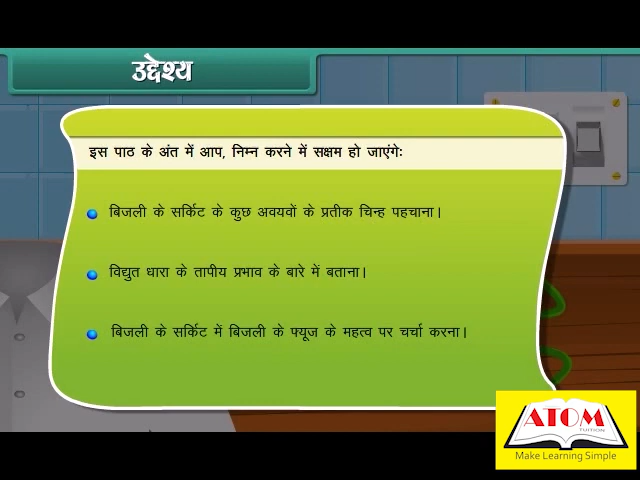 उद्देश्य
इस पाठ के अंत में आप, निम्न करने में सक्षम हो जाएंगे:
बिजली के सर्किट के कुछ अवयवों के प्रतीक चिन्ह पहचाना।
विद्युत धारा के तापीय प्रभाव के बारे में बताना।
बिजली के सर्किट में बिजली के फ्यूज के महत्व पर चर्चा करना।
ATOM
TUITION
Make Learning Simple